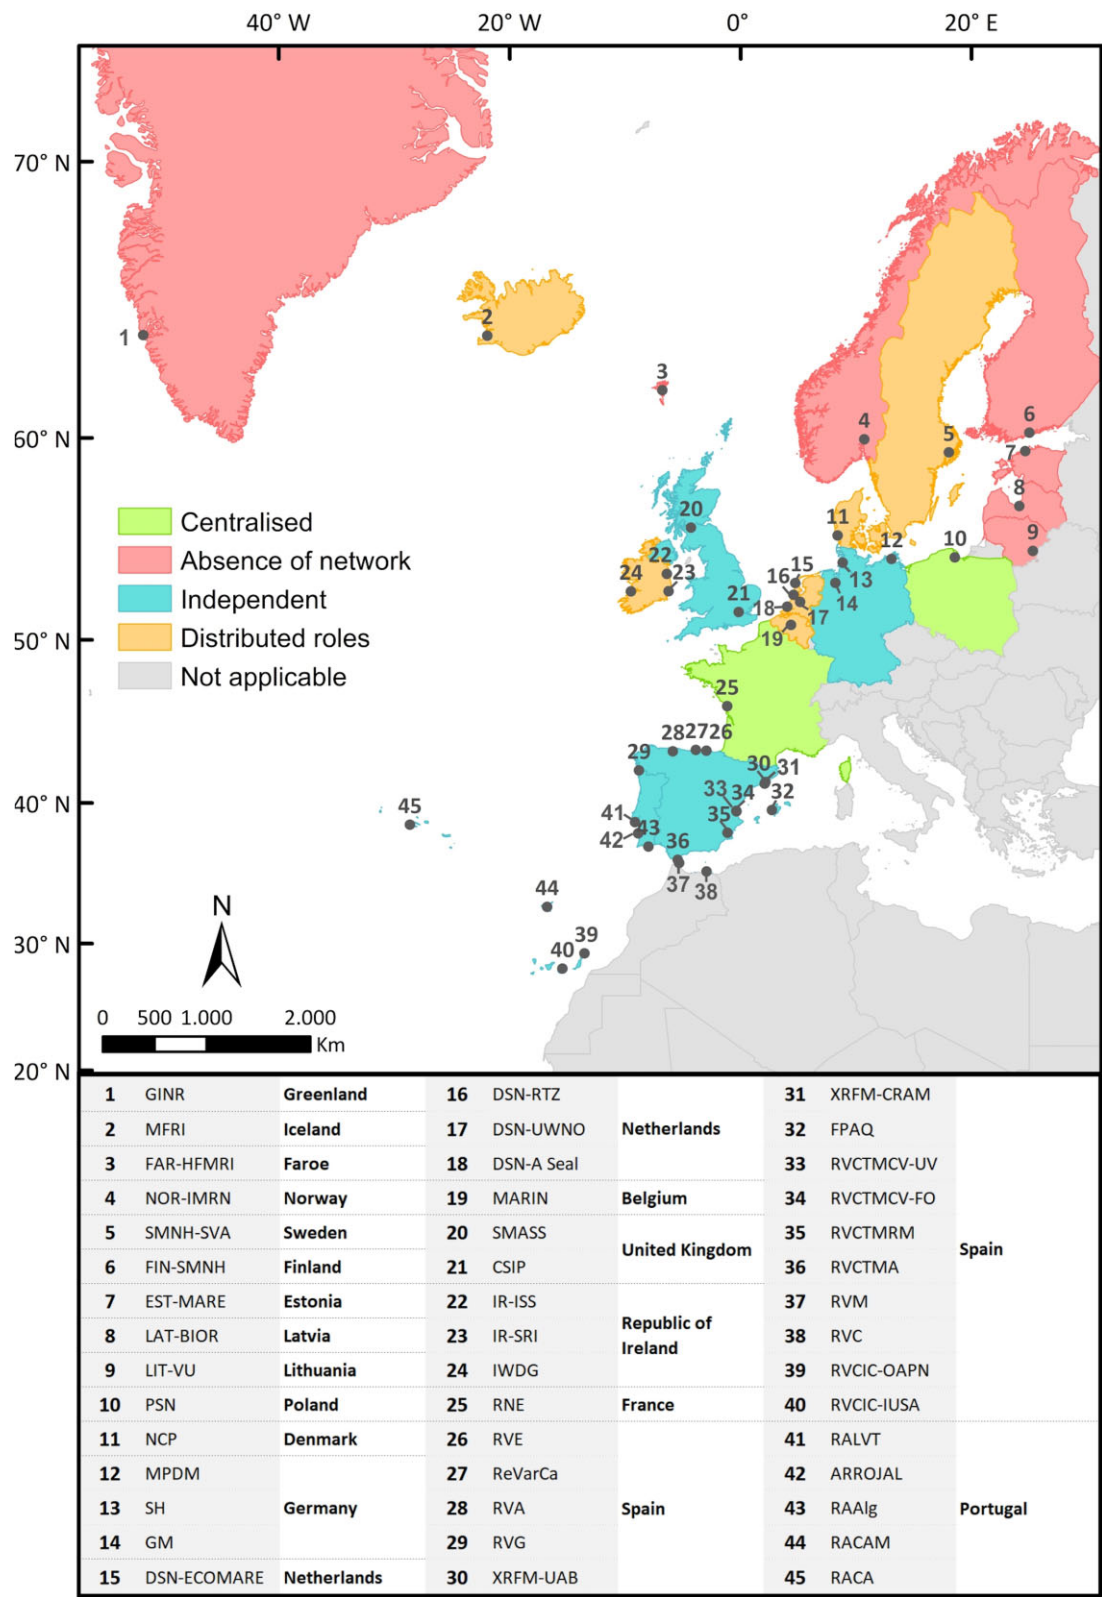 40° W 20° W 0° 20° E
70° N
60° N
50° N
40° N
30° N
20° N
1
2
3
4
5
6
7
8
9
10
11
12
13
14
15
16
17
18
19
20
21
22
23
24
25
26
27
28
29
30
31
32
33
34
35
36
37
38
39
40
41
42
43
44
45
Centralised
Absence of network
Independent
Distributed roles
Not applicable
N
0 500 1.000 2.000
Km
1 GINR Greenland
2 MFRI Iceland
3 FAR-HFMRI Faroe
4 NOR-IMRN Norway
5 SMNH-SVA Sweden
6 FIN-SMNH Finland
7 EST-MARE Estonia
8 LAT-BIOR Latvia
9 LIT-VU Lithuania
10 PSN Poland
11 NCP Denmark
12 MPDM
13 SH Germany
14 GM
15 DSN-ECOMARE Netherlands
16 DSN-RTZ
17 DSN-UWNO Netherlands
18 DSN-A Seal
19 MARIN Belgium
20 SMASS
United Kingdom
21 CSIP
22 IR-ISS
Republic of
23 IR-SRI
Ireland
24 IWDG
25 RNE France
26 RVE
27 ReVarCa
28 RVA Spain
29 RVG
30 XRFM-UAB
31 XRFM-CRAM
32 FPAQ
33 RVCTMCV-UV
34 RVCTMCV-FO
35 RVCTMRM
Spain
36 RVCTMA
37 RVM
38 RVC
39 RVCIC-OAPN
40 RVCIC-IUSA
41 RALVT
42 ARROJAL
43 RAAlg Portugal
44 RACAM
45 RACA